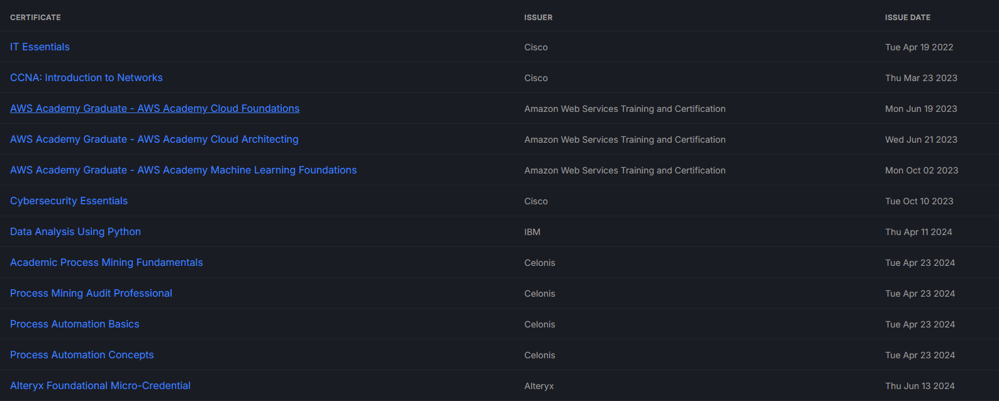 CERTIFICATE ISSUER ISSUE DATE
IT Essentials Cisco Tue Apr 19 2022
CCNA: Introduction to Networks Cisco Thu Mar 23 2023
AWS Academy Graduate - AWS Academy Cloud Foundations Amazon Web Services Training and Certification Mon Jun 19 2023
AWS Academy Graduate - AWS Academy Cloud Architecting Amazon Web Services Training and Certification Wed Jun 21 2023
AWS Academy Graduate - AWS Academy Machine Learning Foundations Amazon Web Services Training and Certification Mon Oct 02 2023
Cybersecurity Essentials Cisco Tue Oct 10 2023
Data Analysis Using Python IBM Thu Apr 11 2024
Academic Process Mining Fundamentals Celonis Tue Apr 23 2024
Process Mining Audit Professional Celonis Tue Apr 23 2024
Process Automation Basics Celonis Tue Apr 23 2024
Process Automation Concepts Celonis Tue Apr 23 2024
Alteryx Foundational Micro-Credential Alteryx Thu Jun 13 2024